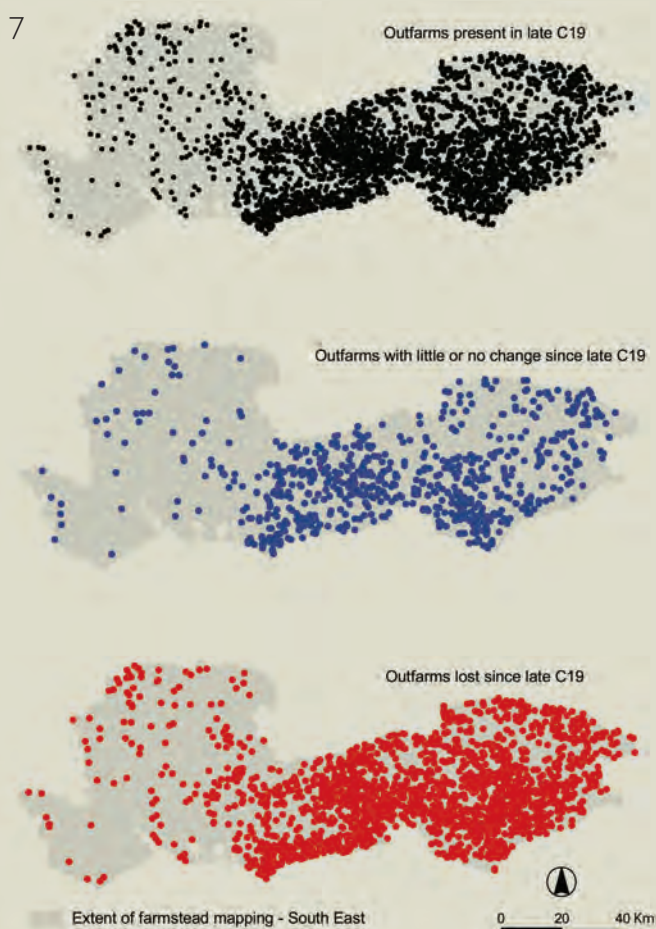 7
Outfarms present in late C19
Outfarms with little or no change since late C19
Outfarms lost since late C19
Extent of farmstead mapping - South East
0 20 40 Km